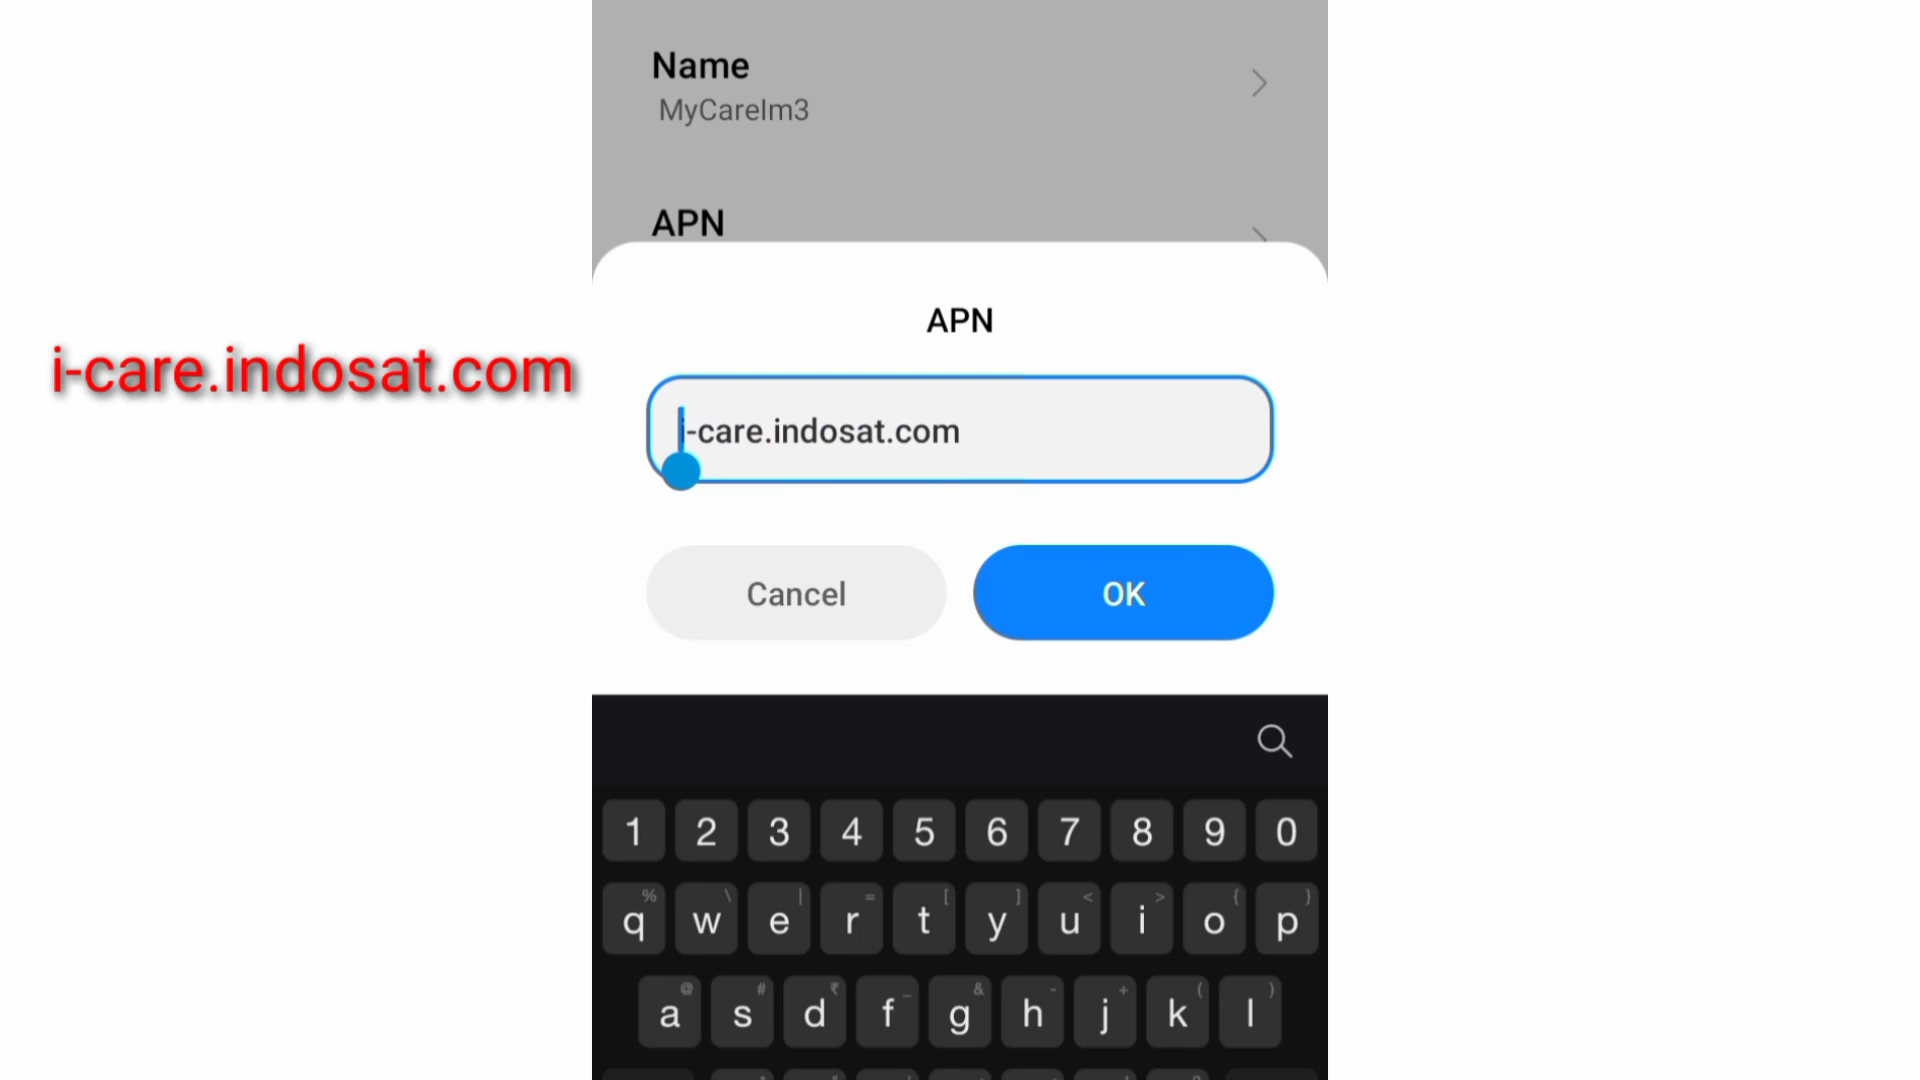 Name
MyCareIm3
APN
APN
i-care.indosat.com
i-care.indosat.com
Cancel
OK
1 2 3 4 5 6 7 8 9 0
% \ | = [ ] < > { }
q w e r t y u i o p
@ # ₹ _ & - + ( )
a s d f g h j k l